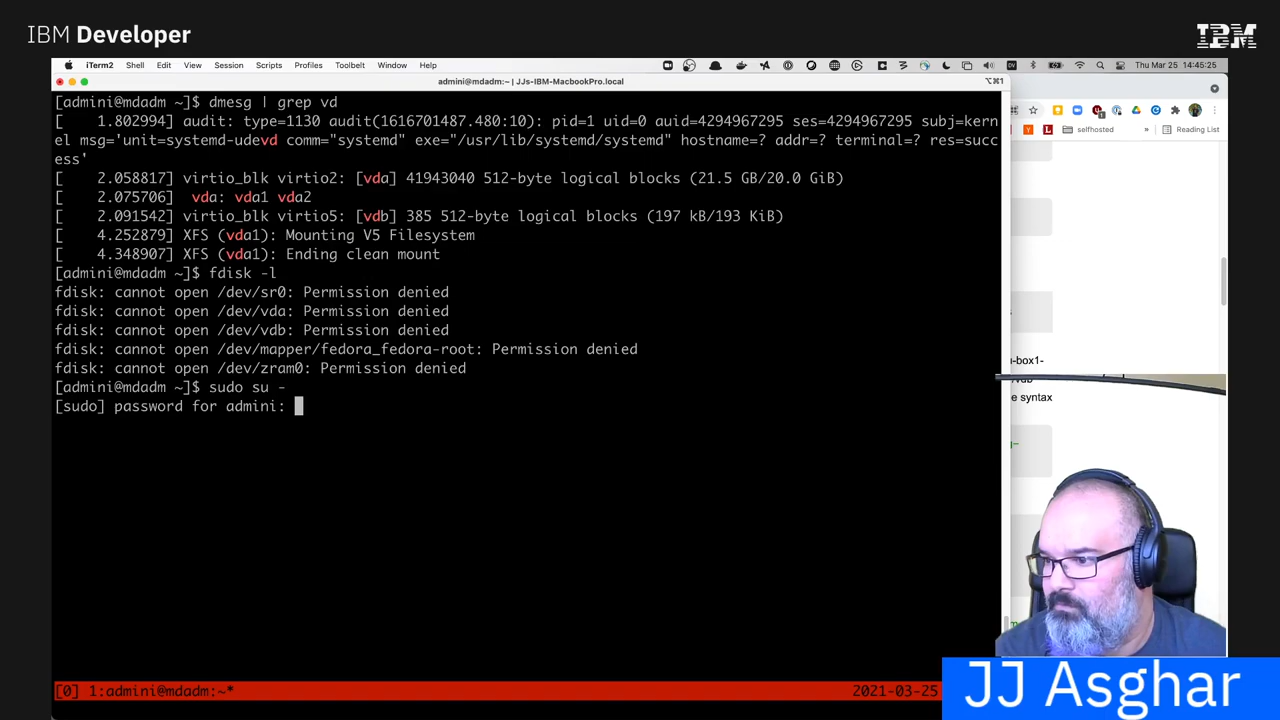 IBM Developer
IBM
iTerm2 Shell Edit View Session Scripts Profiles Toolbelt Window Help
Thu Mar 25 14:45:25
admini@mdadm:~ | JJs-IBM-MacbookPro.local
⌥⌘1
[admini@mdadm ~]$ dmesg | grep vd
[    1.802994] audit: type=1130 audit(1616701487.480:10): pid=1 uid=0 auid=4294967295 ses=4294967295 subj=kern
el msg='unit=systemd-udevd comm="systemd" exe="/usr/lib/systemd/systemd" hostname=? addr=? terminal=? res=succ
ess'
[    2.058817] virtio_blk virtio2: [vda] 41943040 512-byte logical blocks (21.5 GB/20.0 GiB)
[    2.075706]  vda: vda1 vda2
[    2.091542] virtio_blk virtio5: [vdb] 385 512-byte logical blocks (197 kB/193 KiB)
[    4.252879] XFS (vda1): Mounting V5 Filesystem
[    4.348907] XFS (vda1): Ending clean mount
[admini@mdadm ~]$ fdisk -l
fdisk: cannot open /dev/sr0: Permission denied
fdisk: cannot open /dev/vda: Permission denied
fdisk: cannot open /dev/vdb: Permission denied
fdisk: cannot open /dev/mapper/fedora_fedora-root: Permission denied
fdisk: cannot open /dev/zram0: Permission denied
[admini@mdadm ~]$ sudo su -
[sudo] password for admini:
selfhosted
» Reading List
-box1-
e syntax
[0] 1:admini@mdadm:~*
2021-03-25
JJ Asghar